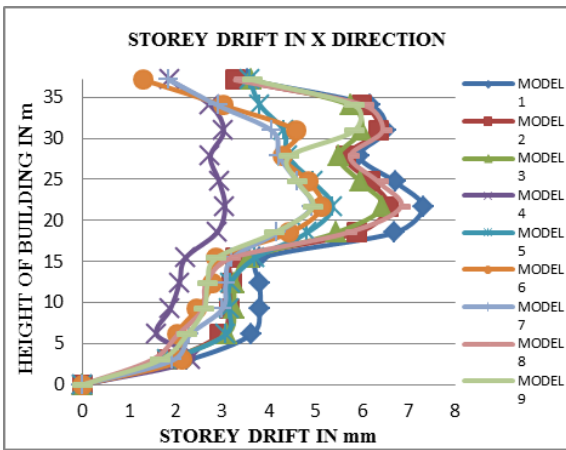 STOREY DRIFT IN X DIRECTION
HEIGHT OF BUILDING IN m
35
30
25
20
15
10
5
0
0 1 2 3 4 5 6 7 8
STOREY DRIFT IN mm
MODEL
1
MODEL
2
MODEL
3
MODEL
4
MODEL
5
MODEL
6
MODEL
7
MODEL
8
MODEL
9